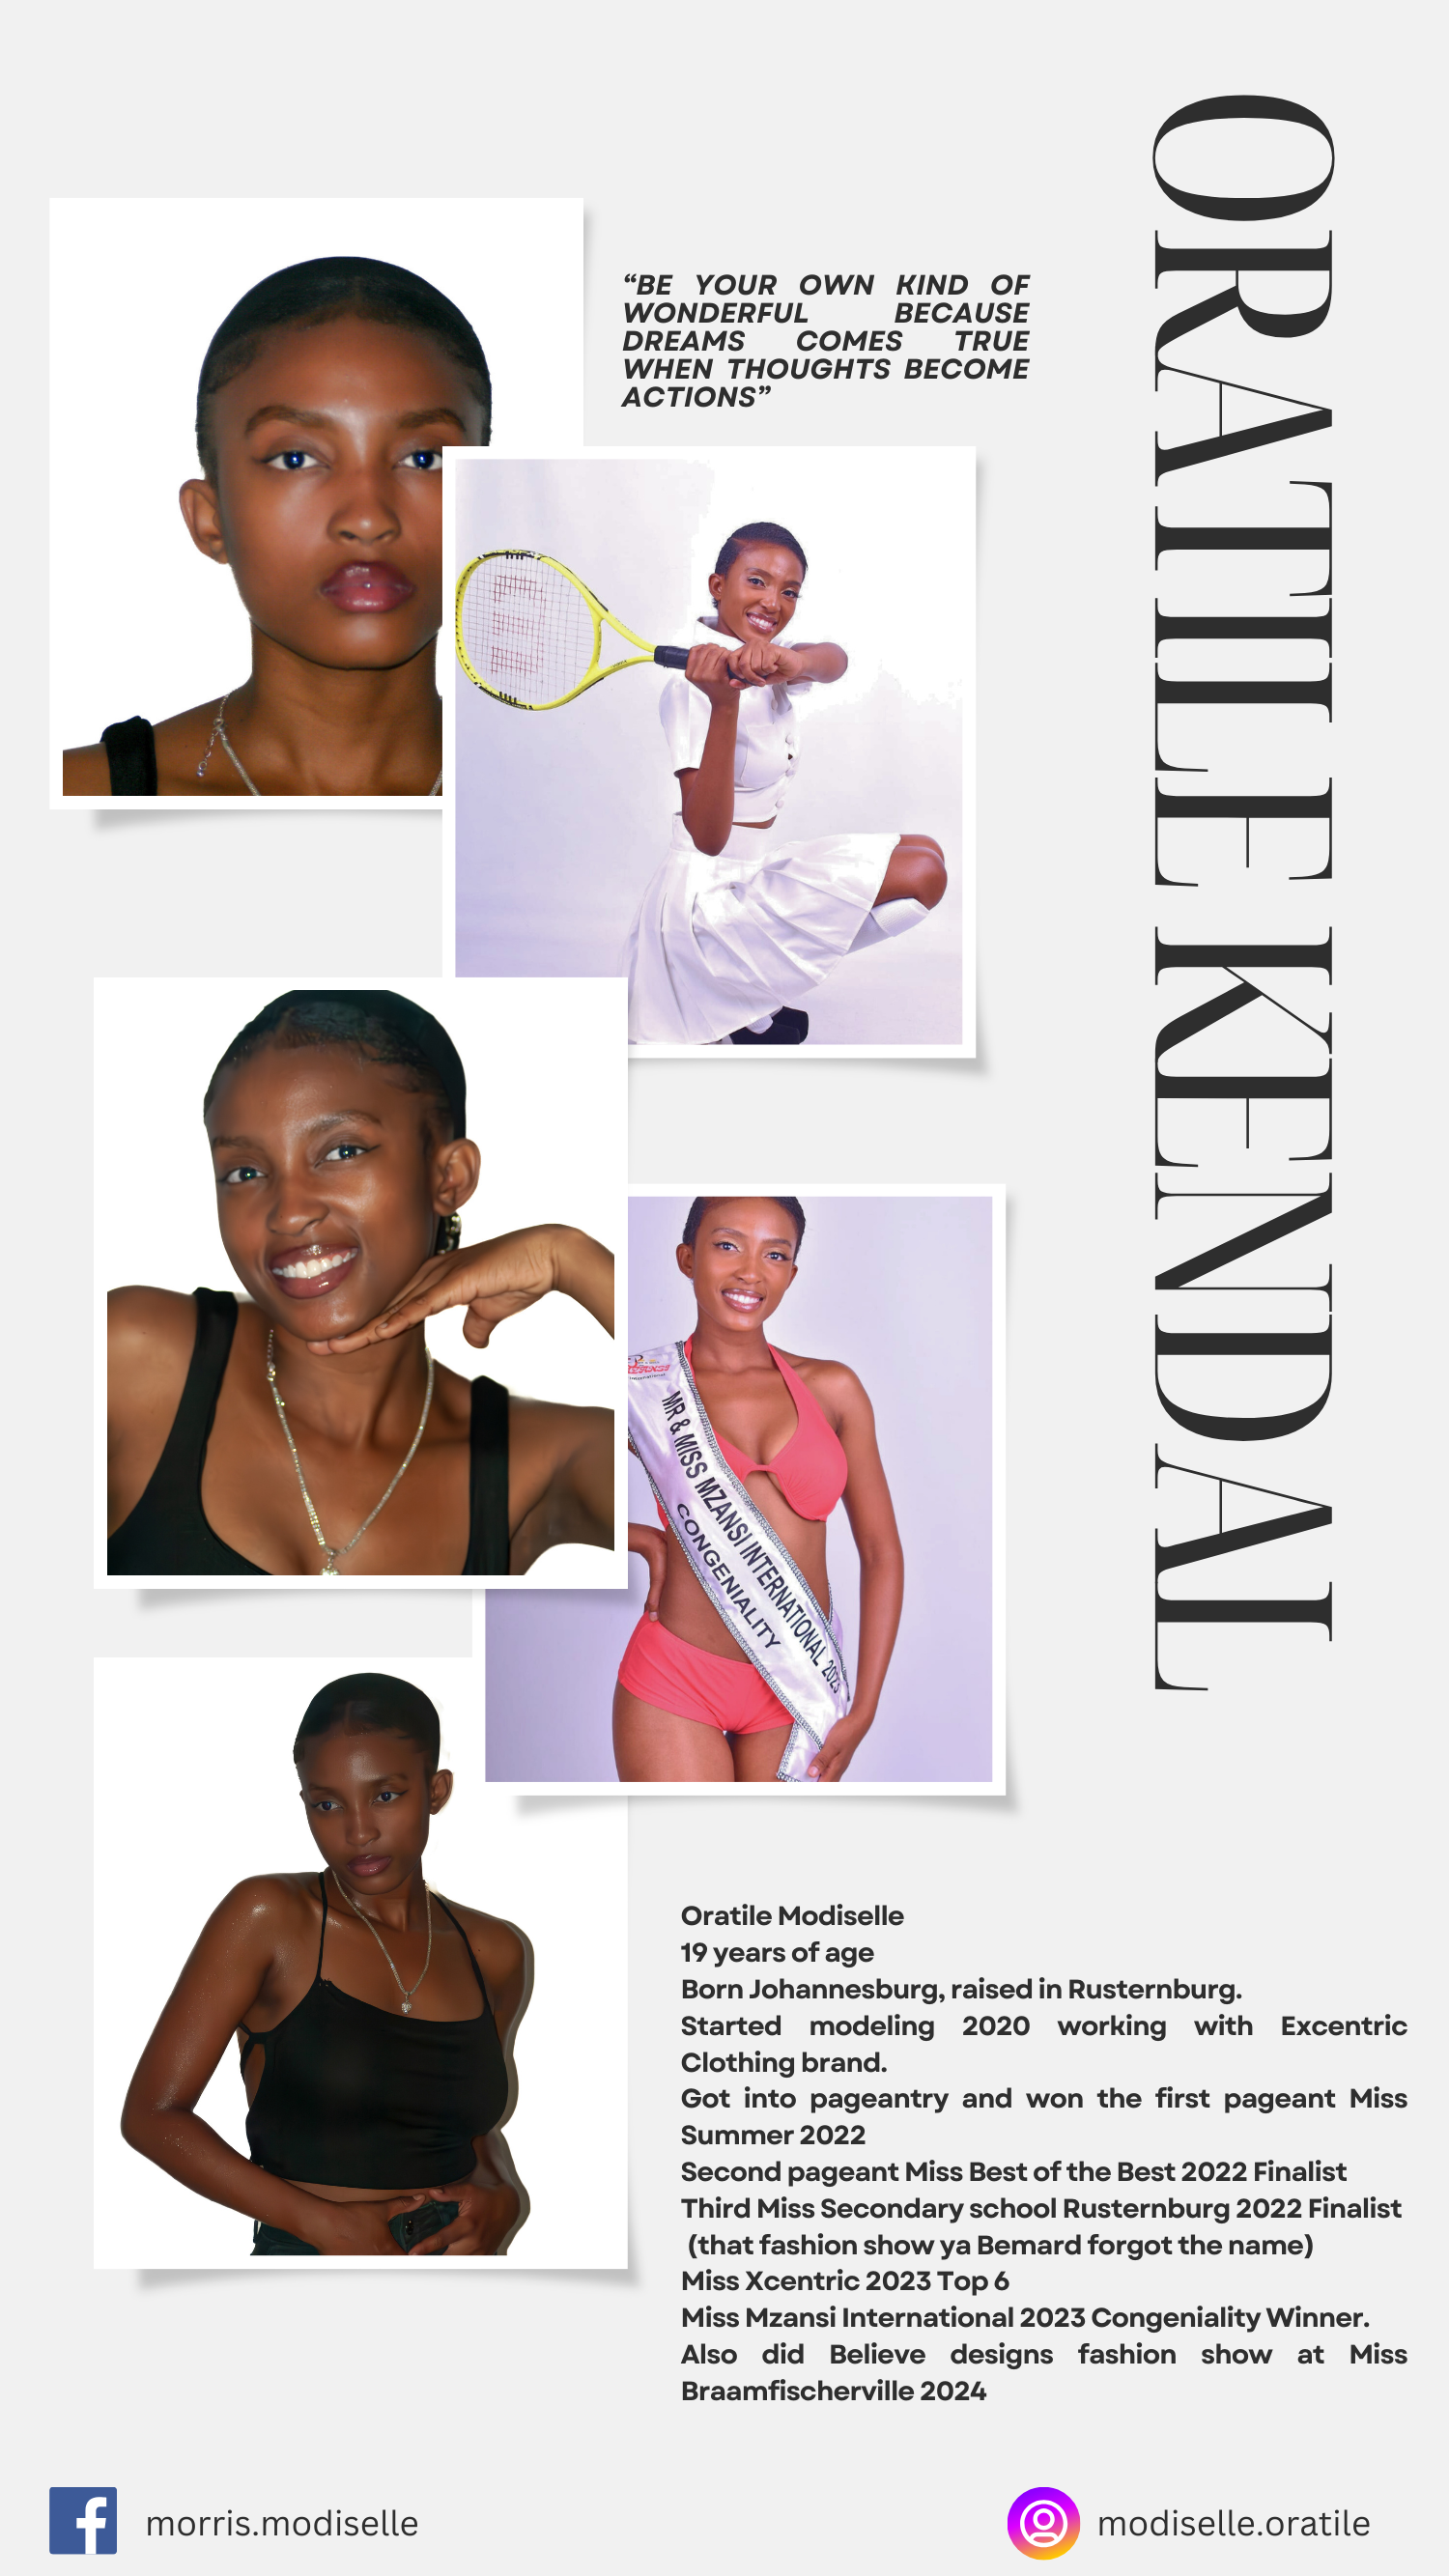 ORATILE KENDAL
“BE YOUR OWN KIND OF
WONDERFUL BECAUSE
DREAMS COMES TRUE
WHEN THOUGHTS BECOME
ACTIONS”
MR & MISS MZANSI INTERNATIONAL 2023
CONGENIALITY
Oratile Modiselle
19 years of age
Born Johannesburg, raised in Rusternburg.
Started modeling 2020 working with Excentric
Clothing brand.
Got into pageantry and won the first pageant Miss
Summer 2022
Second pageant Miss Best of the Best 2022 Finalist
Third Miss Secondary school Rusternburg 2022 Finalist
(that fashion show ya Bemard forgot the name)
Miss Xcentric 2023 Top 6
Miss Mzansi International 2023 Congeniality Winner.
Also did Believe designs fashion show at Miss
Braamfischerville 2024
morris.modiselle
modiselle.oratile